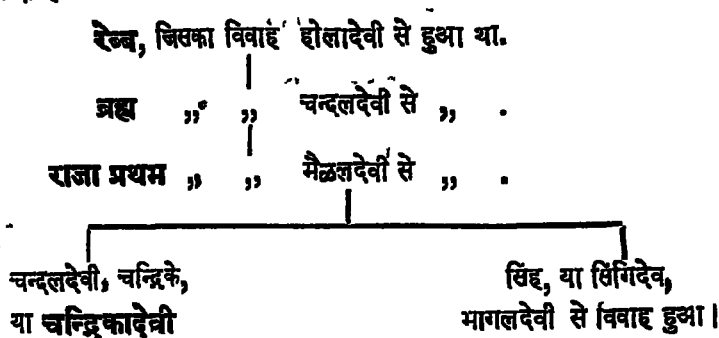 रेब्ब, जिसका विवाह होलादेवी से हुआ था.
ब्रह्म ,, ,, चन्दलदेवी से ,, .
राजा प्रथम ,, ,, मैळलदेवी से ,, .
चन्दलदेवी, चन्द्रिके, सिंह, या सिंगिदेव,
या चन्द्रिकादेवी भागलदेवी से विवाह हुआ।